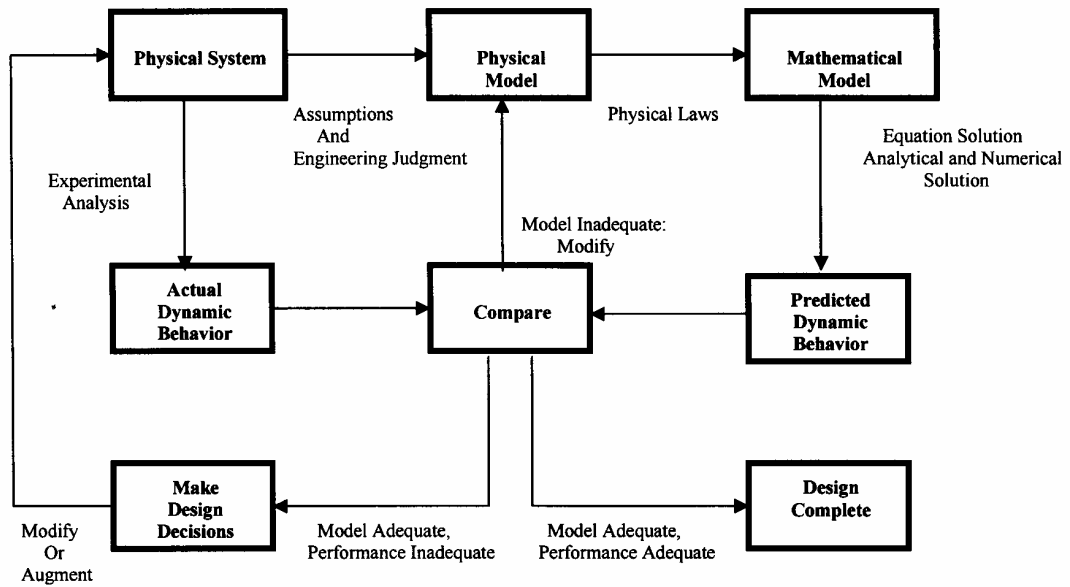 Physical System
Physical
Model
Mathematical
Model
Assumptions
And
Engineering Judgment
Physical Laws
Equation Solution
Analytical and Numerical
Solution
Experimental
Analysis
Model Inadequate:
Modify
Actual
Dynamic
Behavior
Compare
Predicted
Dynamic
Behavior
Make
Design
Decisions
Design
Complete
Modify
Or
Augment
Model Adequate,
Performance Inadequate
Model Adequate,
Performance Adequate